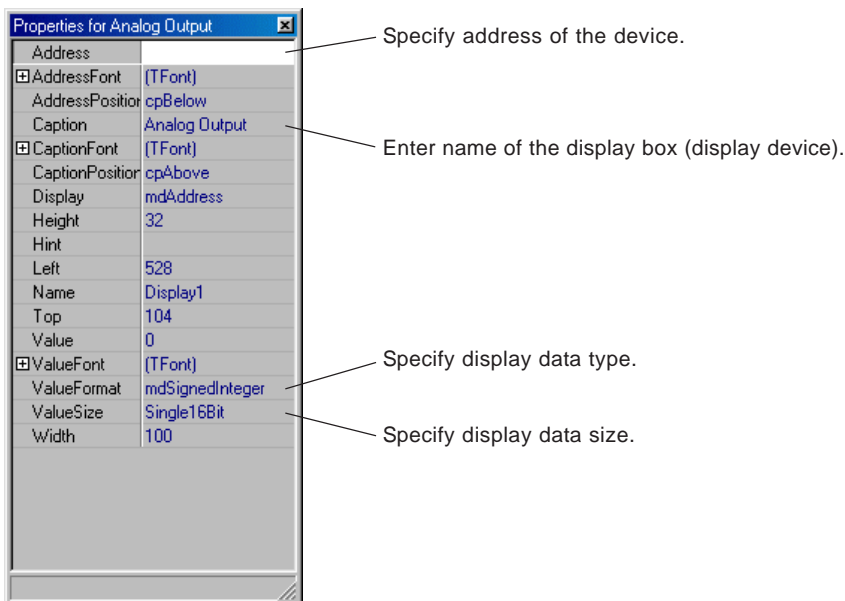 Properties for Analog Output
Specify address of the device.
Address
AddressFont (TFont)
AddressPosition cpBelow
Caption Analog Output
Enter name of the display box (display device).
CaptionFont (TFont)
CaptionPosition cpAbove
Display mdAddress
Height 32
Hint
Left 528
Name Display1
Top 104
Value 0
ValueFont (TFont)
Specify display data type.
ValueFormat mdSignedInteger
ValueSize Single16Bit
Specify display data size.
Width 100